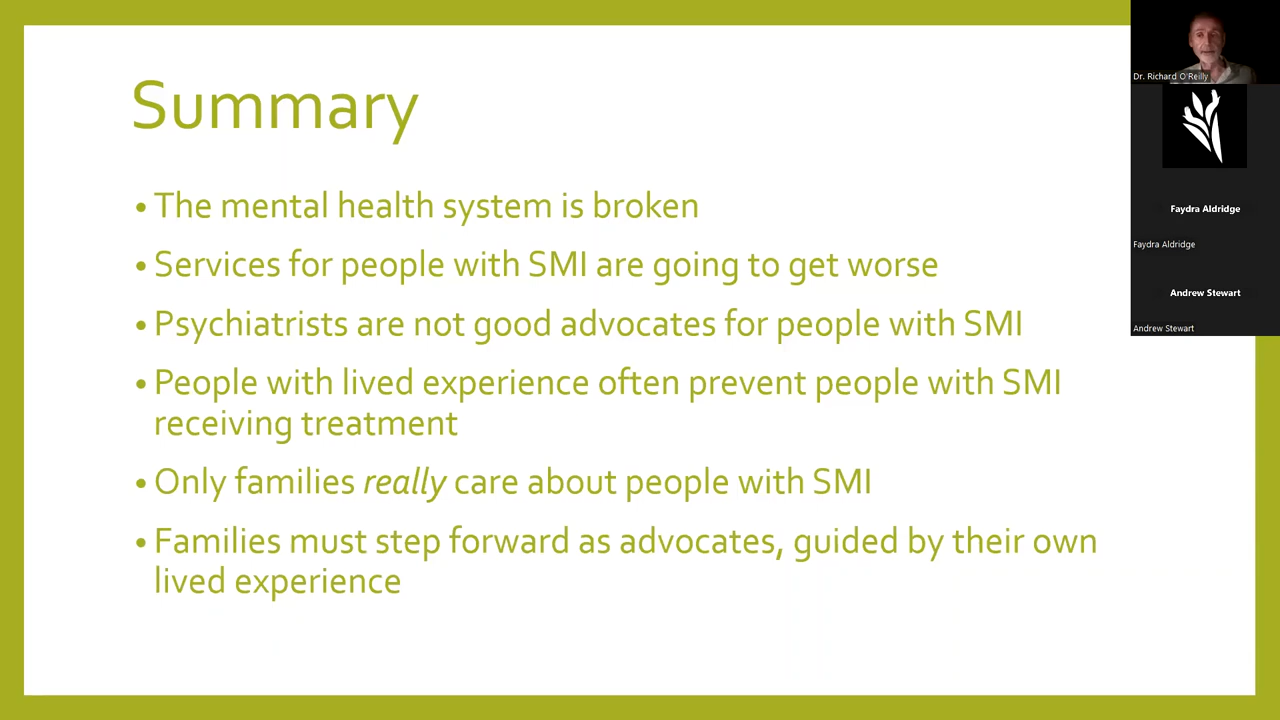 Summary
• The mental health system is broken
• Services for people with SMI are going to get worse
• Psychiatrists are not good advocates for people with SMI
• People with lived experience often prevent people with SMI
receiving treatment
• Only families really care about people with SMI
• Families must step forward as advocates, guided by their own
lived experience
Dr. Richard O'Reilly
Faydra Aldridge
Faydra Aldridge
Andrew Stewart
Andrew Stewart